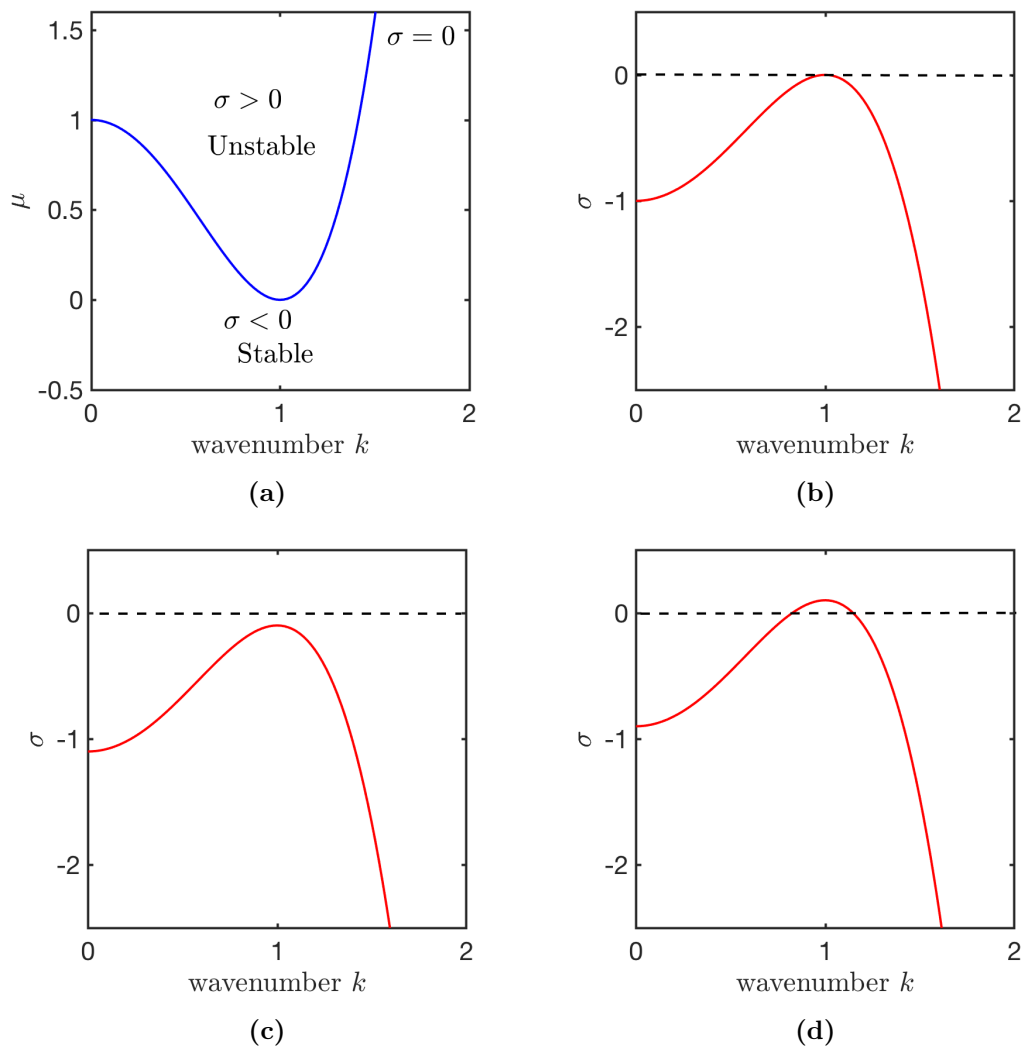 1.5
σ = 0
σ > 0
1
Unstable
μ
0.5
0
σ < 0
Stable
-0.5
0
1
2
wavenumber k
(a)
0
-1
σ
-2
0
1
2
wavenumber k
(b)
0
-1
σ
-2
0
1
2
wavenumber k
(c)
0
-1
σ
-2
0
1
2
wavenumber k
(d)